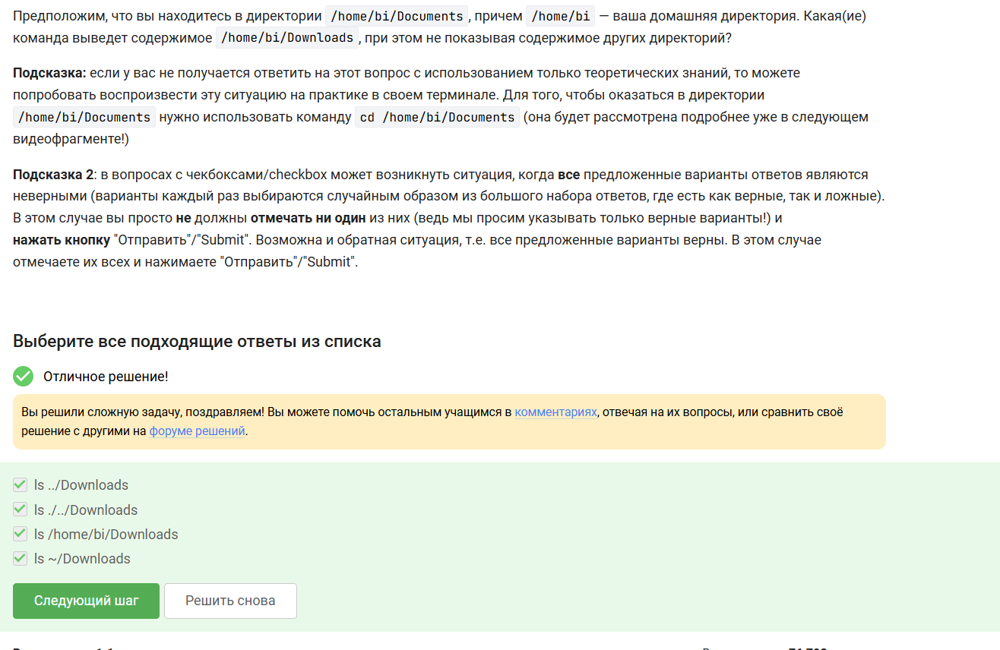 Предположим, что вы находитесь в директории /home/bi/Documents, причем /home/bi — ваша домашняя директория. Какая(ие)
команда выведет содержимое /home/bi/Downloads, при этом не показывая содержимое других директорий?
Подсказка: если у вас не получается ответить на этот вопрос с использованием только теоретических знаний, то можете
попробовать воспроизвести эту ситуацию на практике в своем терминале. Для того, чтобы оказаться в директории
/home/bi/Documents нужно использовать команду cd /home/bi/Documents (она будет рассмотрена подробнее уже в следующем
видеофрагменте!)
Подсказка 2: в вопросах с чекбоксами/checkbox может возникнуть ситуация, когда все предложенные варианты ответов являются
неверными (варианты каждый раз выбираются случайным образом из большого набора ответов, где есть как верные, так и ложные).
В этом случае вы просто не должны отмечать ни один из них (ведь мы просим указывать только верные варианты!) и
нажать кнопку "Отправить"/"Submit". Возможна и обратная ситуация, т.е. все предложенные варианты верны. В этом случае
отмечаете их всех и нажимаете "Отправить"/"Submit".
Выберите все подходящие ответы из списка
Отличное решение!
Вы решили сложную задачу, поздравляем! Вы можете помочь остальным учащимся в комментариях, отвечая на их вопросы, или сравнить своё
решение с другими на форуме решений.
ls ../Downloads
ls ./../Downloads
ls /home/bi/Downloads
ls ~/Downloads
Следующий шаг Решить снова